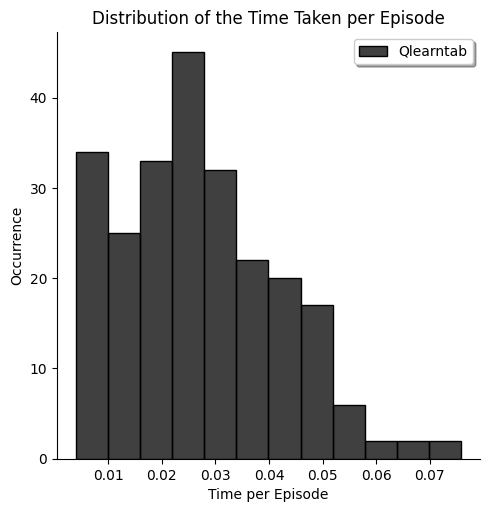 Distribution of the Time Taken per Episode
Qlearntab
Occurrence
40
30
20
10
0
0.01 0.02 0.03 0.04 0.05 0.06 0.07
Time per Episode